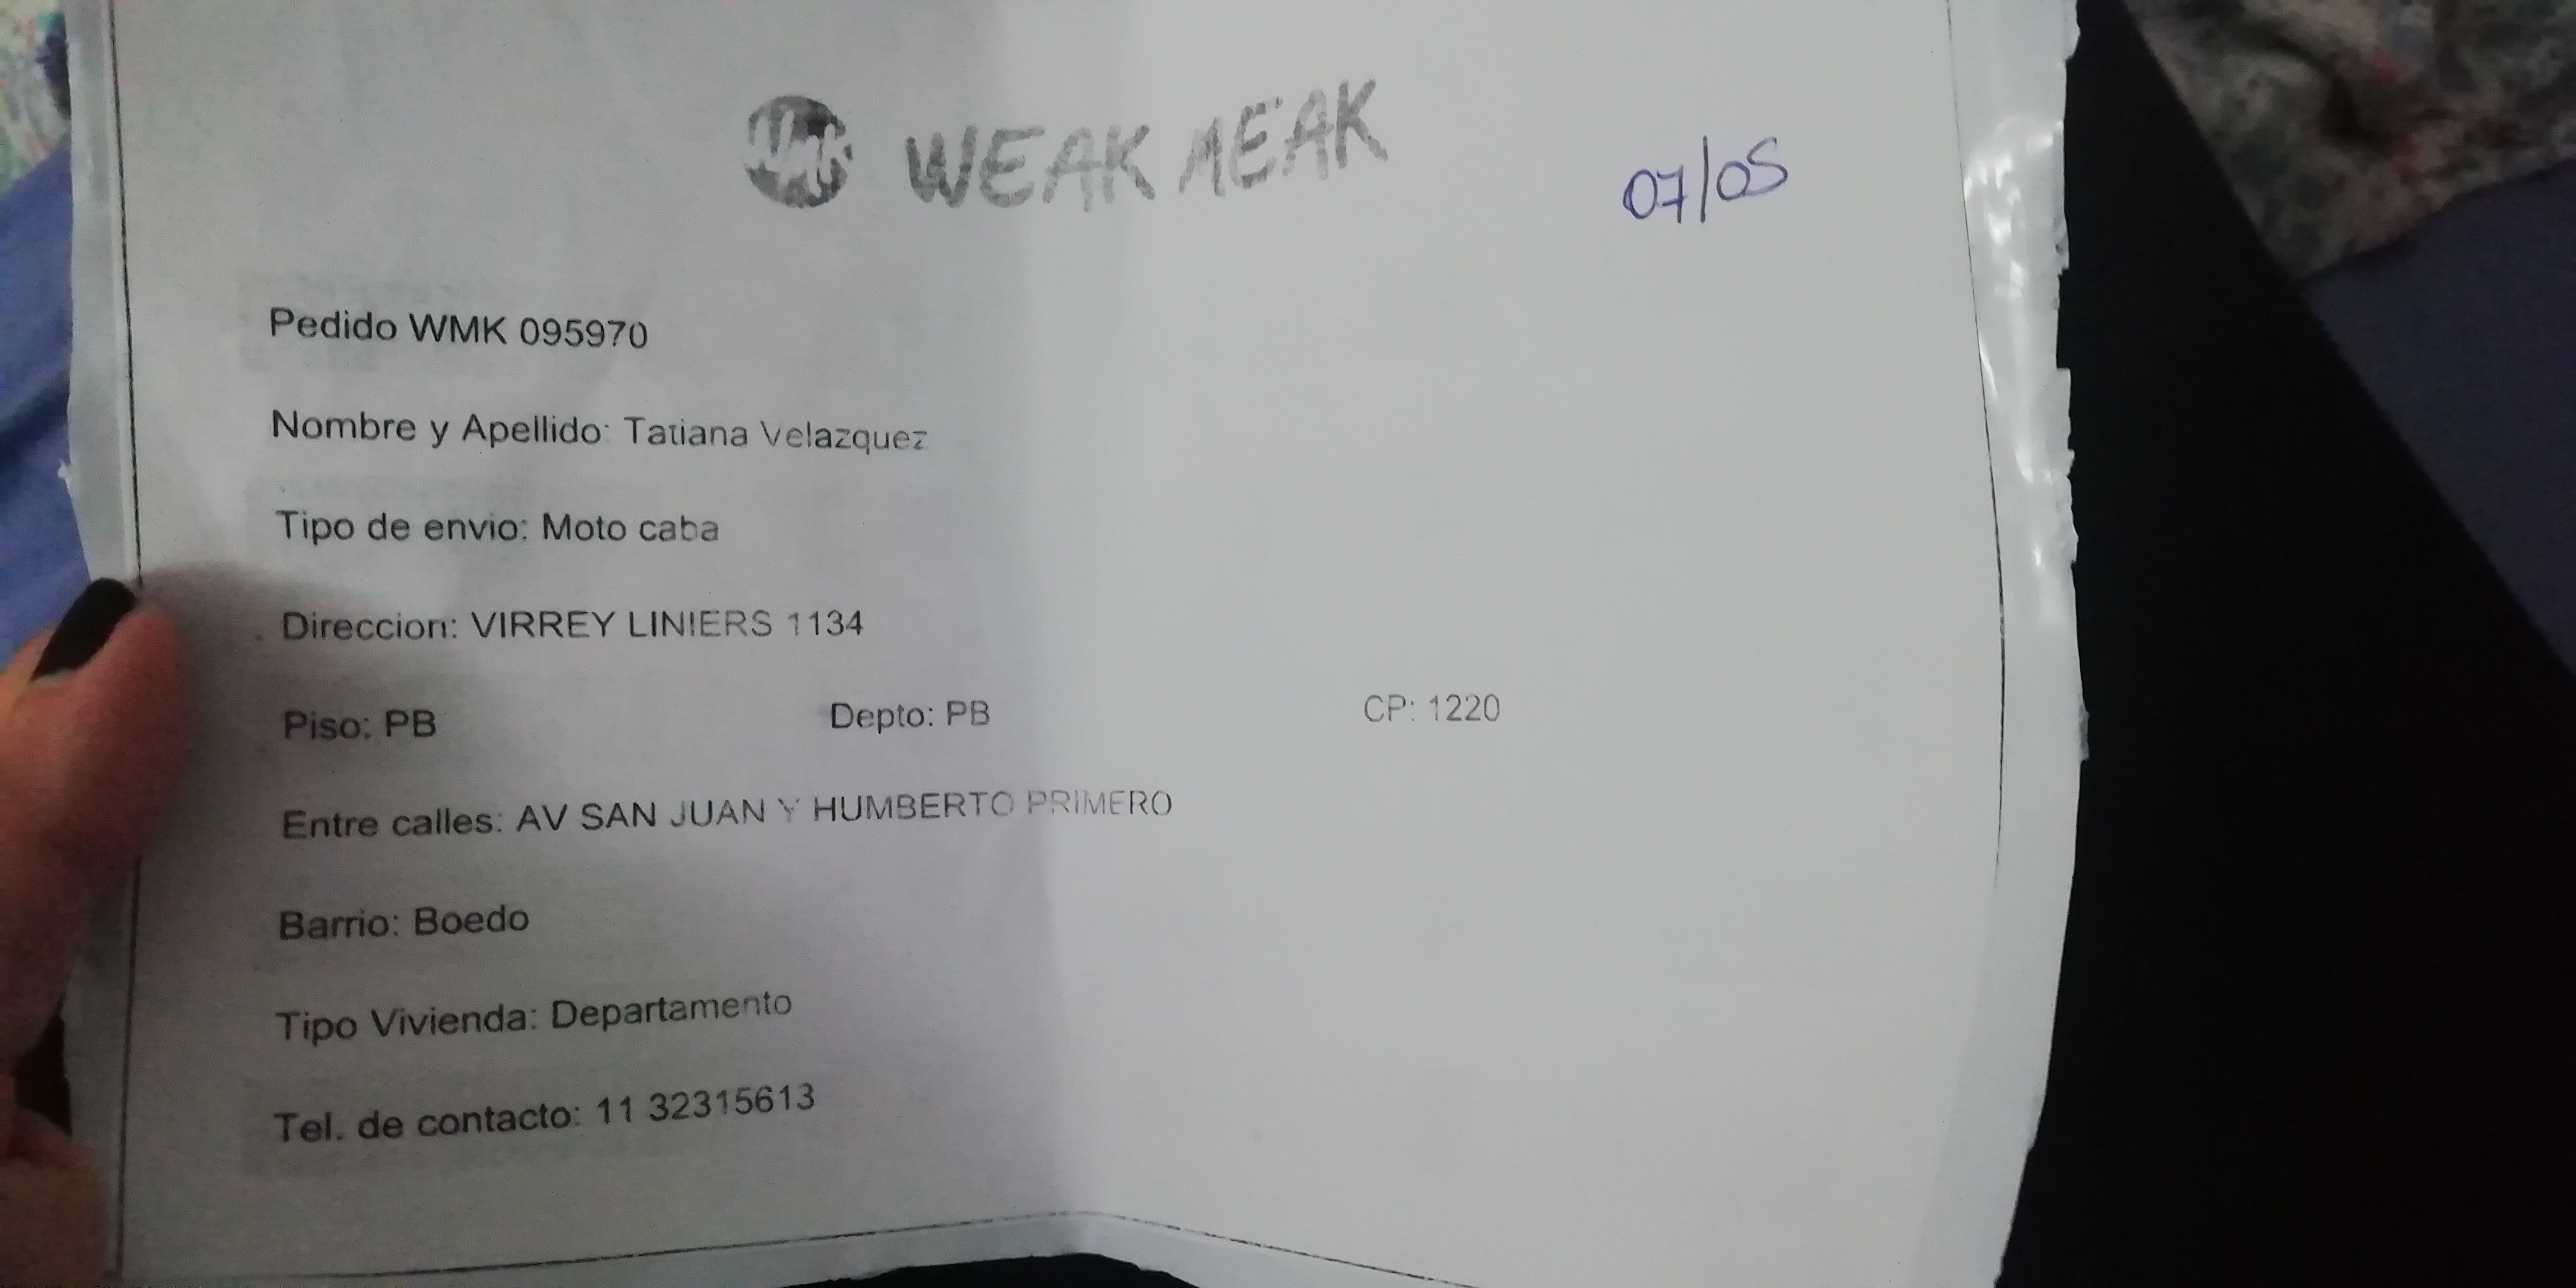 WMK WEAK MEAK
07/05
Pedido WMK 095970
Nombre y Apellido: Tatiana Velazquez
Tipo de envio: Moto caba
Direccion: VIRREY LINIERS 1134
Piso: PB Depto: PB CP: 1220
Entre calles: AV SAN JUAN Y HUMBERTO PRIMERO
Barrio: Boedo
Tipo Vivienda: Departamento
Tel. de contacto: 11 32315613